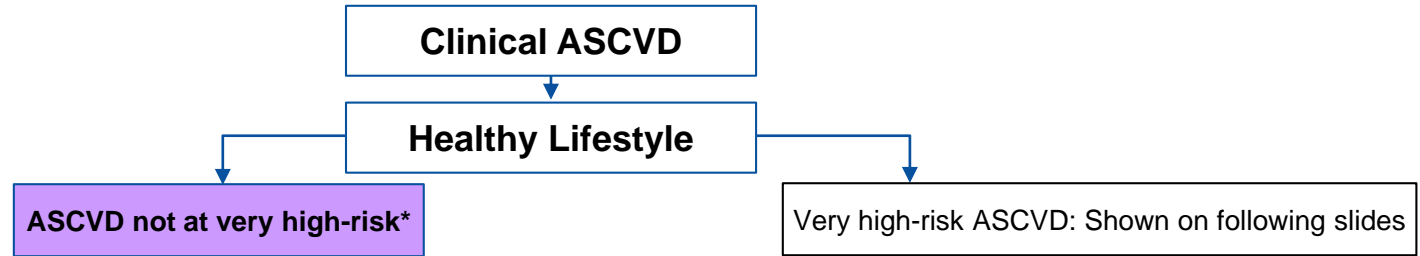 Clinical ASCVD
Healthy Lifestyle
ASCVD not at very high-risk*
Very high-risk ASCVD: Shown on following slides